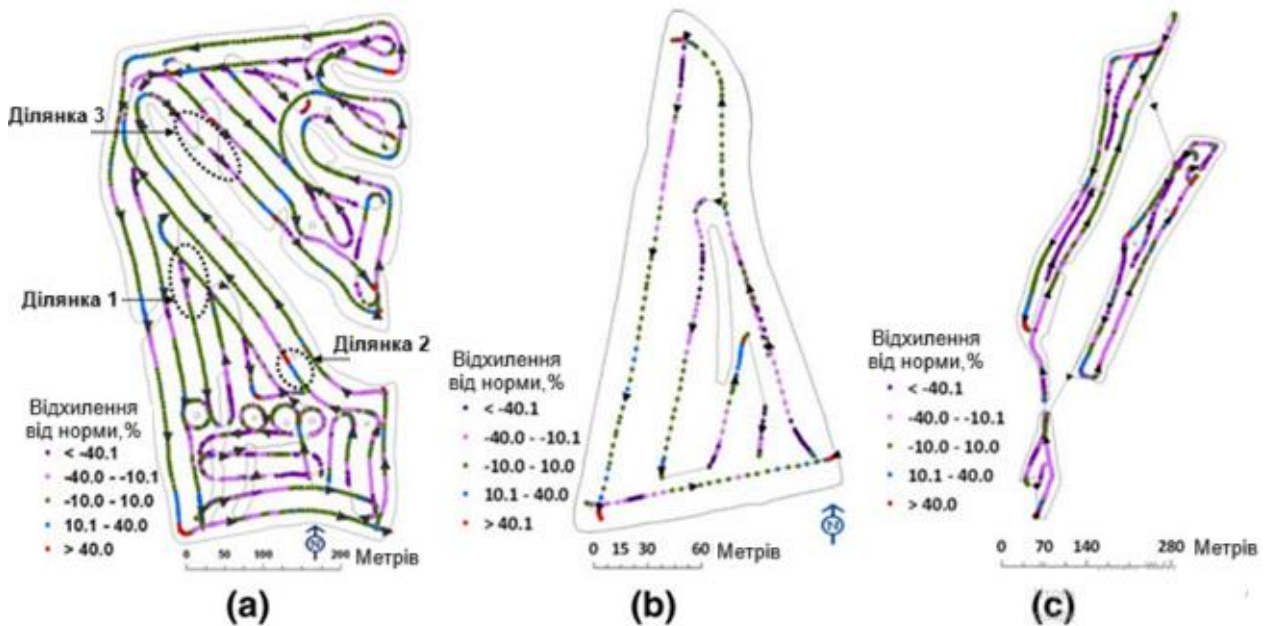 Ділянка 3
Ділянка 1
Ділянка 2
Відхилення
від норми,%
< -40.1
-40.0 - -10.1
-10.0 - 10.0
10.1 - 40.0
> 40.0
N
0 50 100 200 Метрів
(a)
Відхилення
від норми,%
< -40.1
-40.0 - -10.1
-10.0 - 10.0
10.1 - 40.0
> 40.1
N
0 15 30 60 Метрів
(b)
Відхилення
від норми,%
< -40.1
-40.0 - -10.1
-10.0 - 10.0
10.1 - 40.0
> 40.0
0 70 140 280 Метрів
(c)